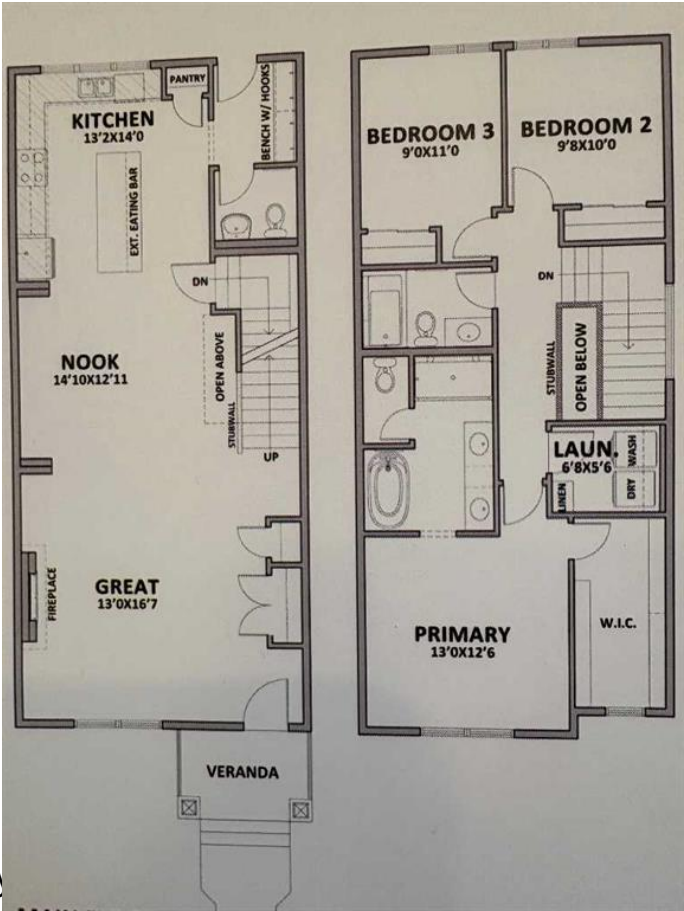 PANTRY
KITCHEN
13'2X14'0
BENCH W/ HOOKS
EXT. EATING BAR
DN
NOOK
14'10X12'11
OPEN ABOVE
STUBWALL
UP
FIREPLACE
GREAT
13'0X16'7
VERANDA
BEDROOM 3
9'0X11'0
BEDROOM 2
9'8X10'0
DN
STUBWALL
OPEN BELOW
LAUN.
6'8X5'6
WASH
DRY
LINEN
PRIMARY
13'0X12'6
W.I.C.